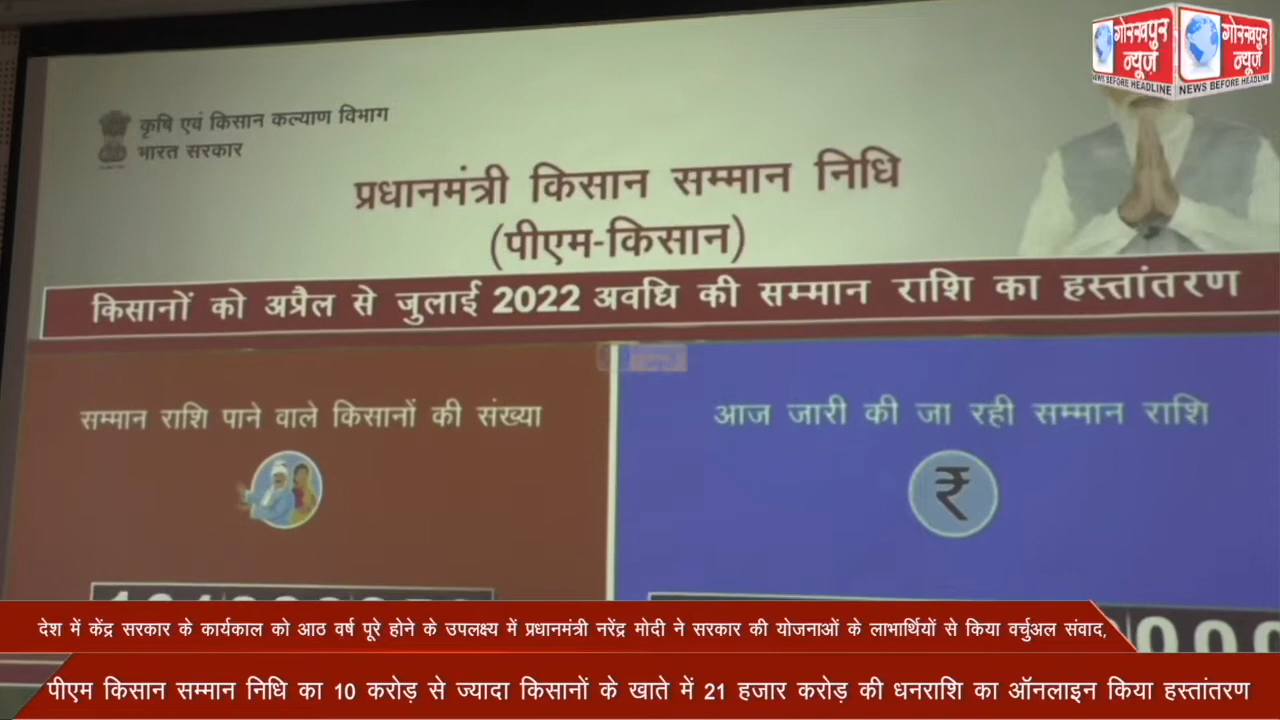 गोरखपुर गोरखपुर
न्यूज़ न्यूज़
NEWS BEFORE HEADLINE NEWS BEFORE HEADLINE
कृषि एवं किसान कल्याण विभाग
भारत सरकार
प्रधानमंत्री किसान सम्मान निधि
(पीएम-किसान)
किसानों को अप्रैल से जुलाई 2022 अवधि की सम्मान राशि का हस्तांतरण
सम्मान राशि पाने वाले किसानों की संख्या
आज जारी की जा रही सम्मान राशि
₹
देश में केंद्र सरकार के कार्यकाल को आठ वर्ष पूरे होने के उपलक्ष्य में प्रधानमंत्री नरेंद्र मोदी ने सरकार की योजनाओं के लाभार्थियों से किया वर्चुअल संवाद,
पीएम किसान सम्मान निधि का 10 करोड़ से ज्यादा किसानों के खाते में 21 हजार करोड़ की धनराशि का ऑनलाइन किया हस्तांतरण